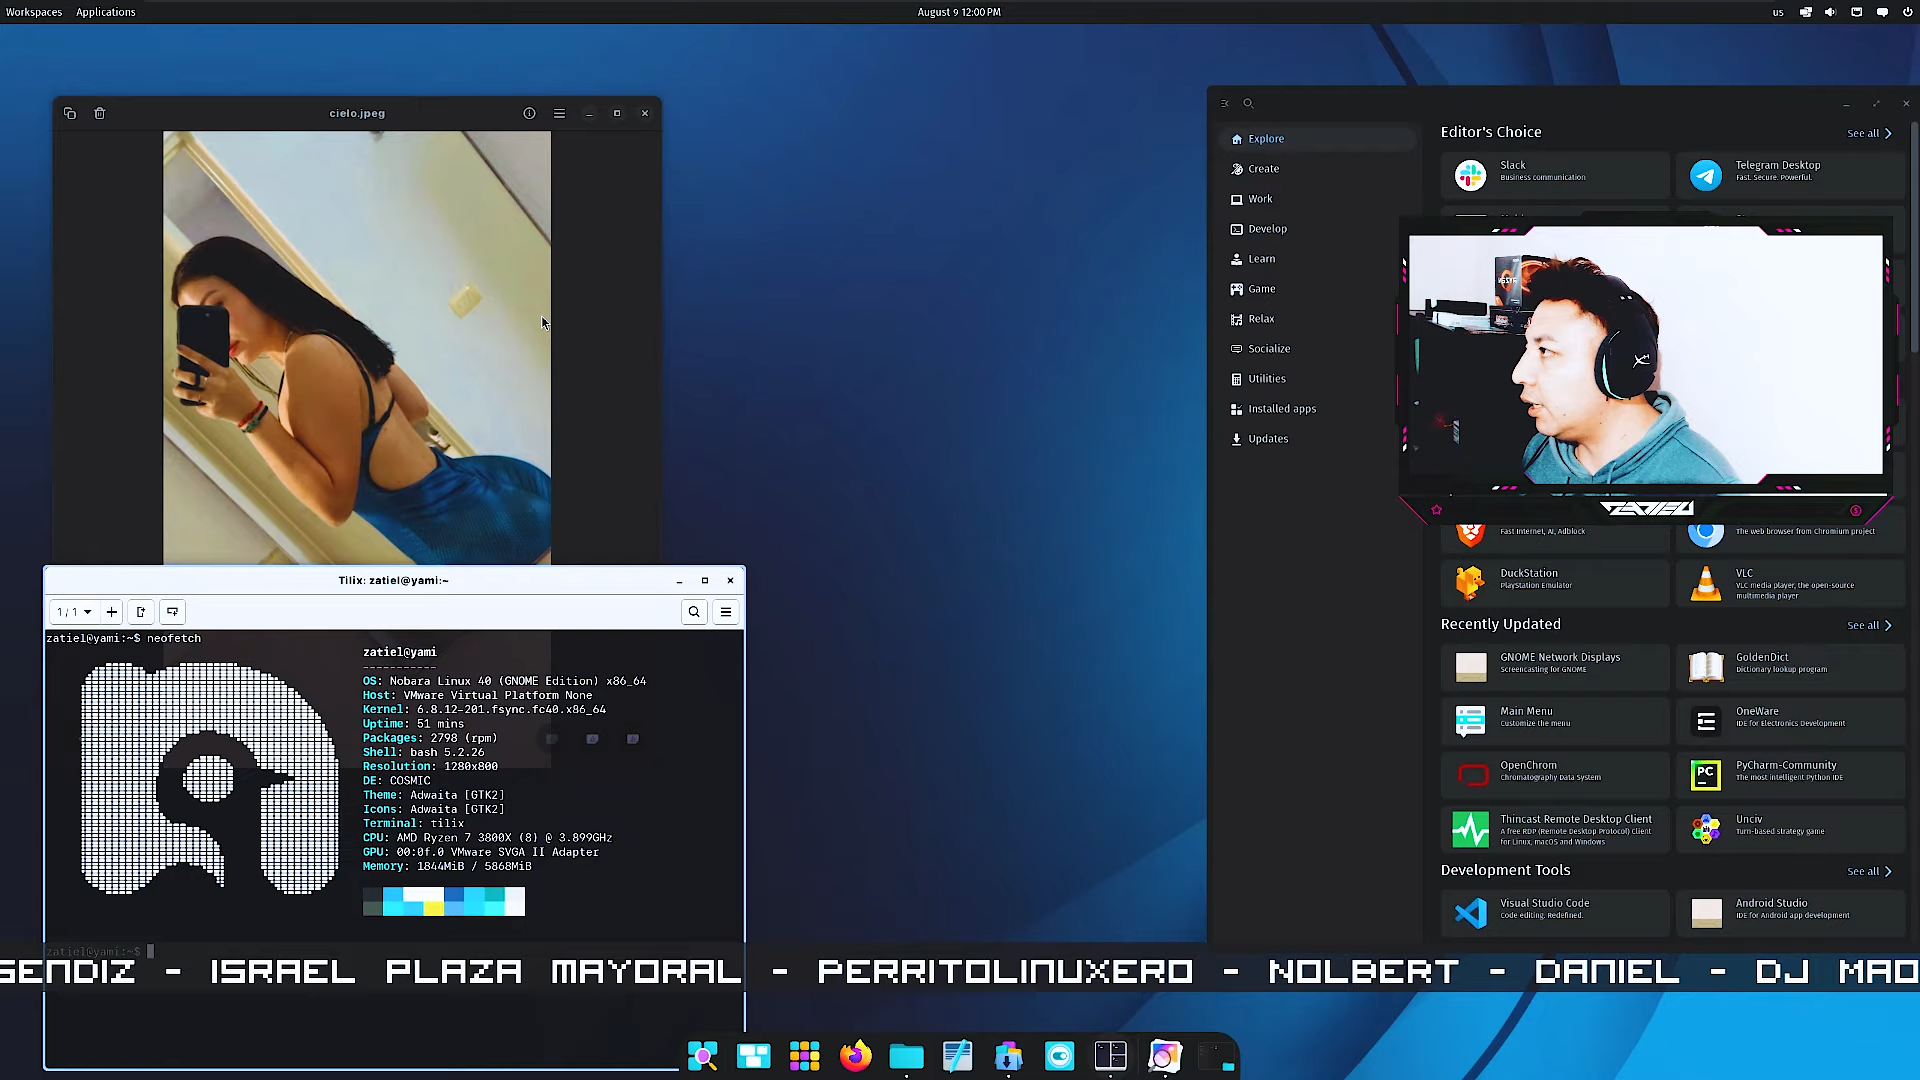 Workspaces Applications August 9 12:00 PM us
cielo.jpeg
Explore
Create
Work
Develop
Learn
Game
Relax
Socialize
Utilities
Installed apps
Updates
Editor's Choice See all
Slack
Business communication
Telegram Desktop
Fast. Secure. Powerful.
Fast Internet, AI, Adblock
The web browser from Chromium project
DuckStation
PlayStation Emulator
VLC
VLC media player, the open-source
multimedia player
Recently Updated See all
GNOME Network Displays
Screencasting for GNOME
GoldenDict
Dictionary lookup program
Main Menu
Customize the menu
OneWare
IDE for Electronics Development
OpenChrom
Chromatography Data System
PyCharm-Community
The most intelligent Python IDE
Thincast Remote Desktop Client
A free RDP (Remote Desktop Protocol) Client
for Linux, macOS and Windows
Unciv
Turn-based strategy game
Development Tools See all
Visual Studio Code
Code editing. Redefined.
Android Studio
IDE for Android app development
ZATIEL
Tilix: zatiel@yami:~
1 / 1
zatiel@yami:~$ neofetch
zatiel@yami
-----------
OS: Nobara Linux 40 (GNOME Edition) x86_64
Host: VMware Virtual Platform None
Kernel: 6.8.12-201.fsync.fc40.x86_64
Uptime: 51 mins
Packages: 2798 (rpm)
Shell: bash 5.2.26
Resolution: 1280x800
DE: COSMIC
Theme: Adwaita [GTK2]
Icons: Adwaita [GTK2]
Terminal: tilix
CPU: AMD Ryzen 7 3800X (8) @ 3.899GHz
GPU: 00:0f.0 VMware SVGA II Adapter
Memory: 1844MiB / 5868MiB
zatiel@yami:~$
SENDIZ - ISRAEL PLAZA MAYORAL - PERRITOLINUXERO - NOLBERT - DANIEL - DJ MAO